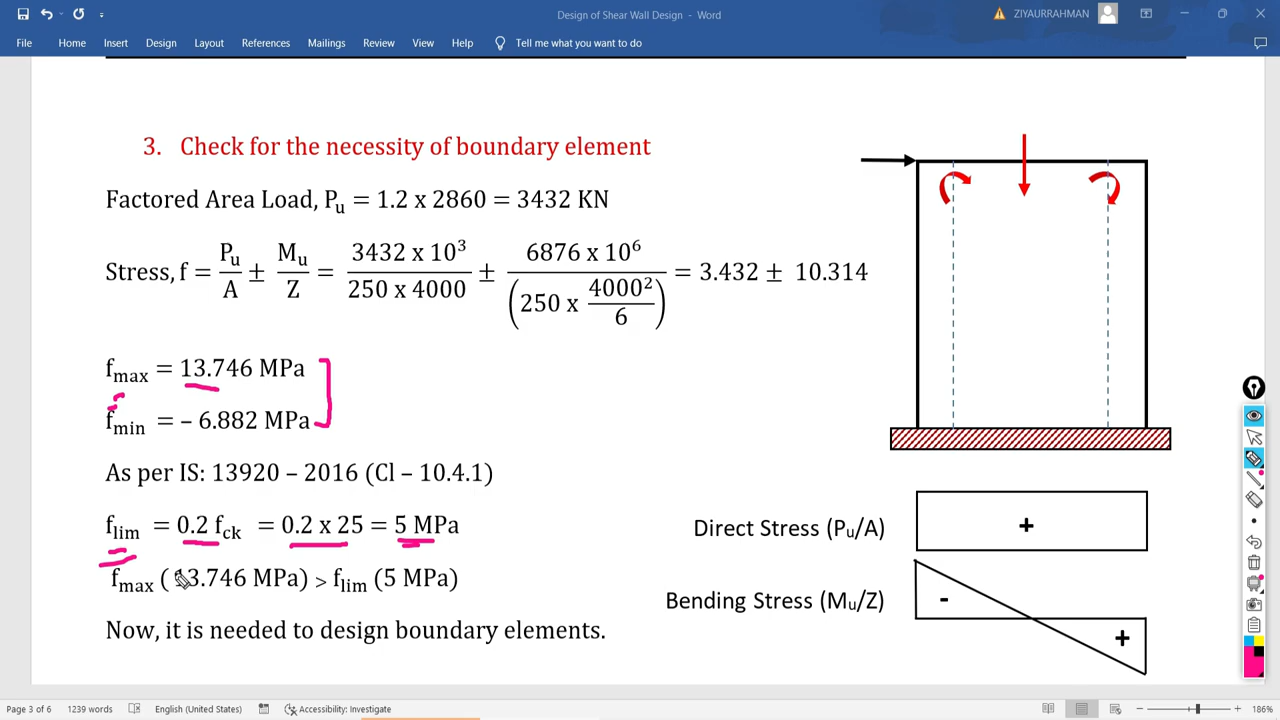 Design of Shear Wall Design - Word
ZIYAURRAHMAN
File Home Insert Design Layout References Mailings Review View Help Tell me what you want to do
3. Check for the necessity of boundary element
Factored Area Load, Pu = 1.2 x 2860 = 3432 KN
Stress, f = Pu/A ± Mu/Z = 3432 x 10³/250 x 4000 ± 6876 x 10⁶/(250 x 4000²/6) = 3.432 ± 10.314
fmax = 13.746 MPa
fmin = – 6.882 MPa
As per IS: 13920 – 2016 (Cl – 10.4.1)
flim = 0.2 fck = 0.2 x 25 = 5 MPa
fmax (13.746 MPa) > flim (5 MPa)
Now, it is needed to design boundary elements.
Direct Stress (Pu/A)
+
Bending Stress (Mu/Z)
-
+
Page 3 of 6 1239 words English (United States) Accessibility: Investigate 186%